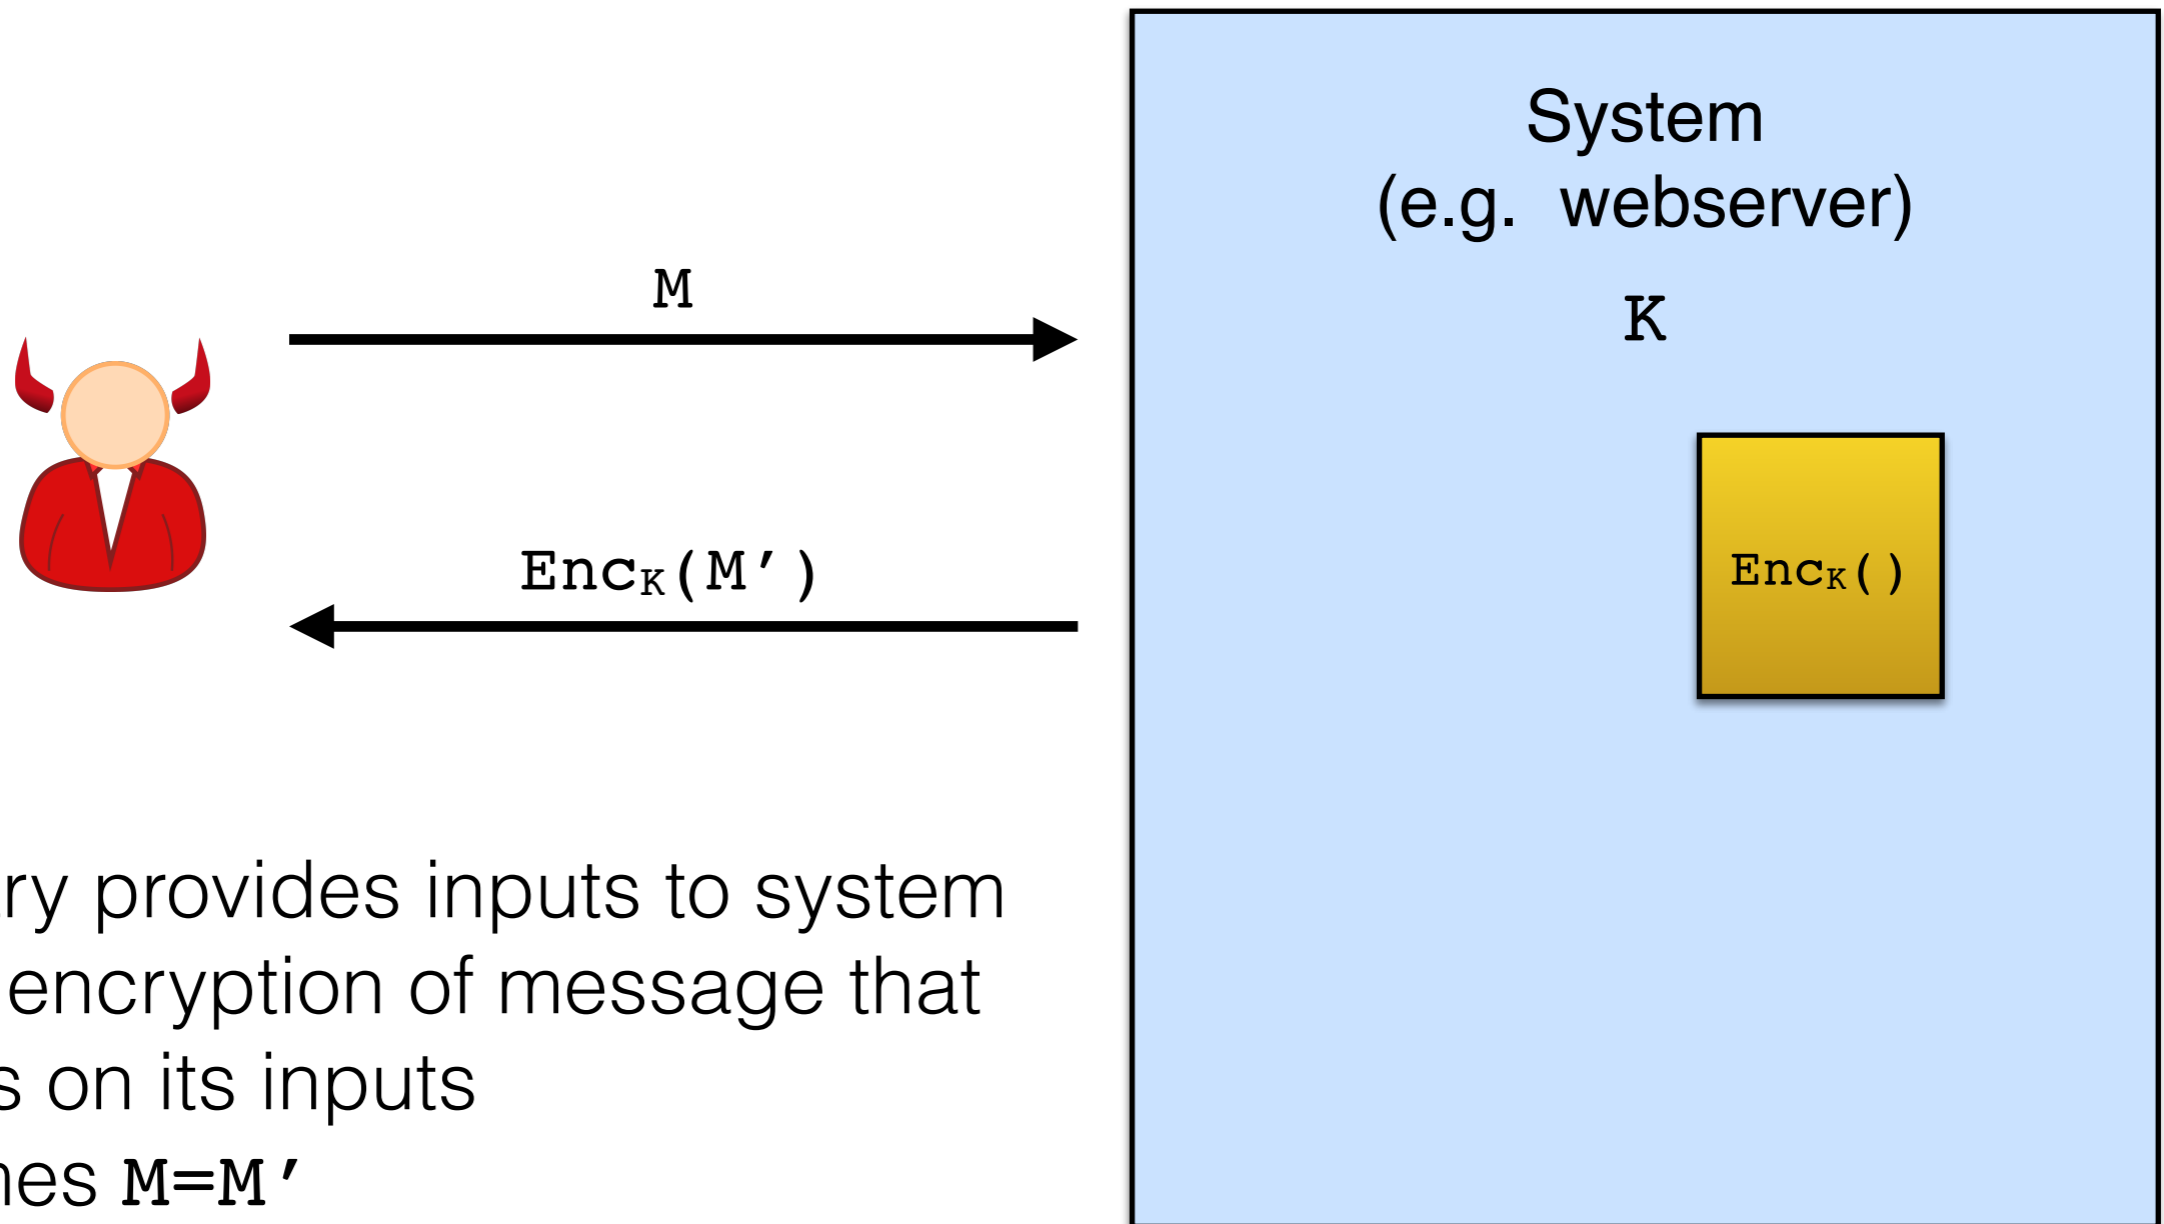 System
(e.g. webserver)
K
M
EncK(M′)
EncK()
ry provides inputs to system
encryption of message that
s on its inputs
nes M=M′